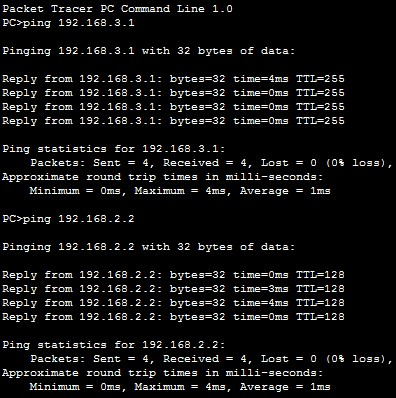 Packet Tracer PC Command Line 1.0
PC>ping 192.168.3.1
Pinging 192.168.3.1 with 32 bytes of data:
Reply from 192.168.3.1: bytes=32 time=4ms TTL=255
Reply from 192.168.3.1: bytes=32 time=0ms TTL=255
Reply from 192.168.3.1: bytes=32 time=0ms TTL=255
Reply from 192.168.3.1: bytes=32 time=0ms TTL=255
Ping statistics for 192.168.3.1:
    Packets: Sent = 4, Received = 4, Lost = 0 (0% loss),
Approximate round trip times in milli-seconds:
    Minimum = 0ms, Maximum = 4ms, Average = 1ms
PC>ping 192.168.2.2
Pinging 192.168.2.2 with 32 bytes of data:
Reply from 192.168.2.2: bytes=32 time=0ms TTL=128
Reply from 192.168.2.2: bytes=32 time=3ms TTL=128
Reply from 192.168.2.2: bytes=32 time=4ms TTL=128
Reply from 192.168.2.2: bytes=32 time=0ms TTL=128
Ping statistics for 192.168.2.2:
    Packets: Sent = 4, Received = 4, Lost = 0 (0% loss),
Approximate round trip times in milli-seconds:
    Minimum = 0ms, Maximum = 4ms, Average = 1ms